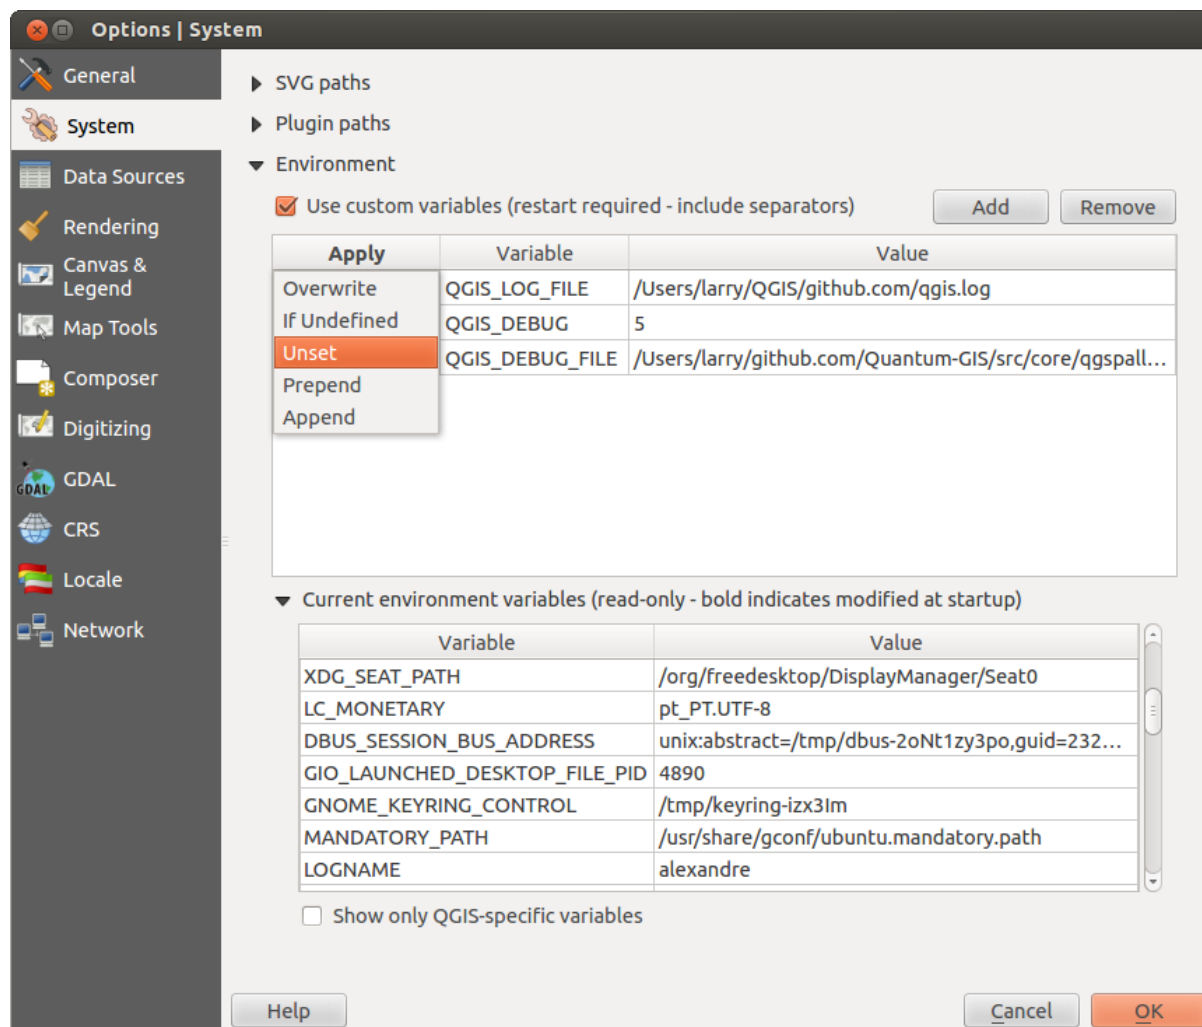 Options | System
General
System
Data Sources
Rendering
Canvas &
Legend
Map Tools
Composer
Digitizing
GDAL
GDAL
CRS
Locale
Network
SVG paths
Plugin paths
Environment
Use custom variables (restart required - include separators)
Add
Remove
Apply Variable Value
Overwrite
If Undefined
Unset
Prepend
Append
QGIS_LOG_FILE /Users/larry/QGIS/github.com/qgis.log
QGIS_DEBUG 5
QGIS_DEBUG_FILE /Users/larry/github.com/Quantum-GIS/src/core/qgspall...
Current environment variables (read-only - bold indicates modified at startup)
Variable Value
XDG_SEAT_PATH /org/freedesktop/DisplayManager/Seat0
LC_MONETARY pt_PT.UTF-8
DBUS_SESSION_BUS_ADDRESS unix:abstract=/tmp/dbus-2oNt1zy3po,guid=232...
GIO_LAUNCHED_DESKTOP_FILE_PID 4890
GNOME_KEYRING_CONTROL /tmp/keyring-izx3Im
MANDATORY_PATH /usr/share/gconf/ubuntu.mandatory.path
LOGNAME alexandre
Show only QGIS-specific variables
Help
Cancel
OK